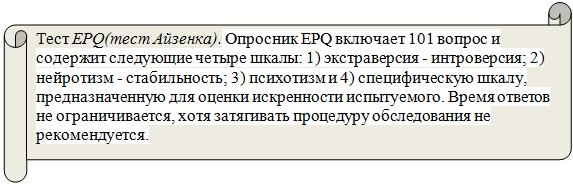 Тест EPQ(тест Айзенка). Опросник EPQ включает 101 вопрос и
содержит следующие четыре шкалы: 1) экстраверсия - интроверсия; 2)
нейротизм - стабильность; 3) психотизм и 4) специфическую шкалу,
предназначенную для оценки искренности испытуемого. Время ответов
не ограничивается, хотя затягивать процедуру обследования не
рекомендуется.